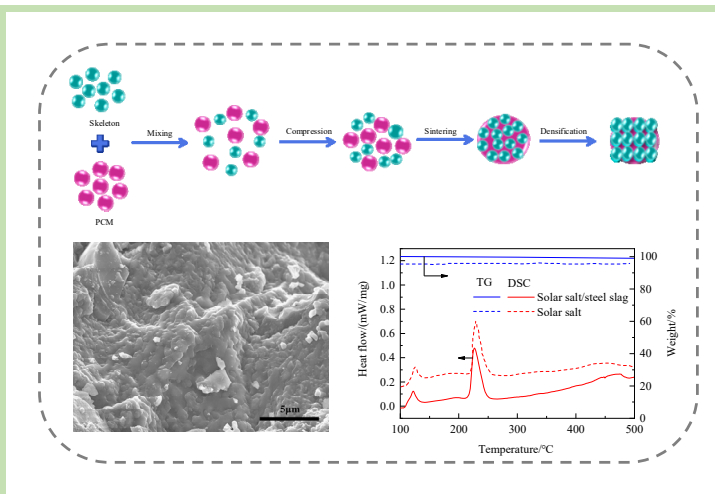 Skeleton
Mixing
Compression
Sintering
Densification
PCM
5μm
Heat flow/(mW/mg)
1.2
1.0
0.8
0.6
0.4
0.2
0.0
TG DSC
Solar salt/steel slag
Solar salt
100
80
60
40
20
0
Weight/%
100 200 300 400 500
Temperature/°C